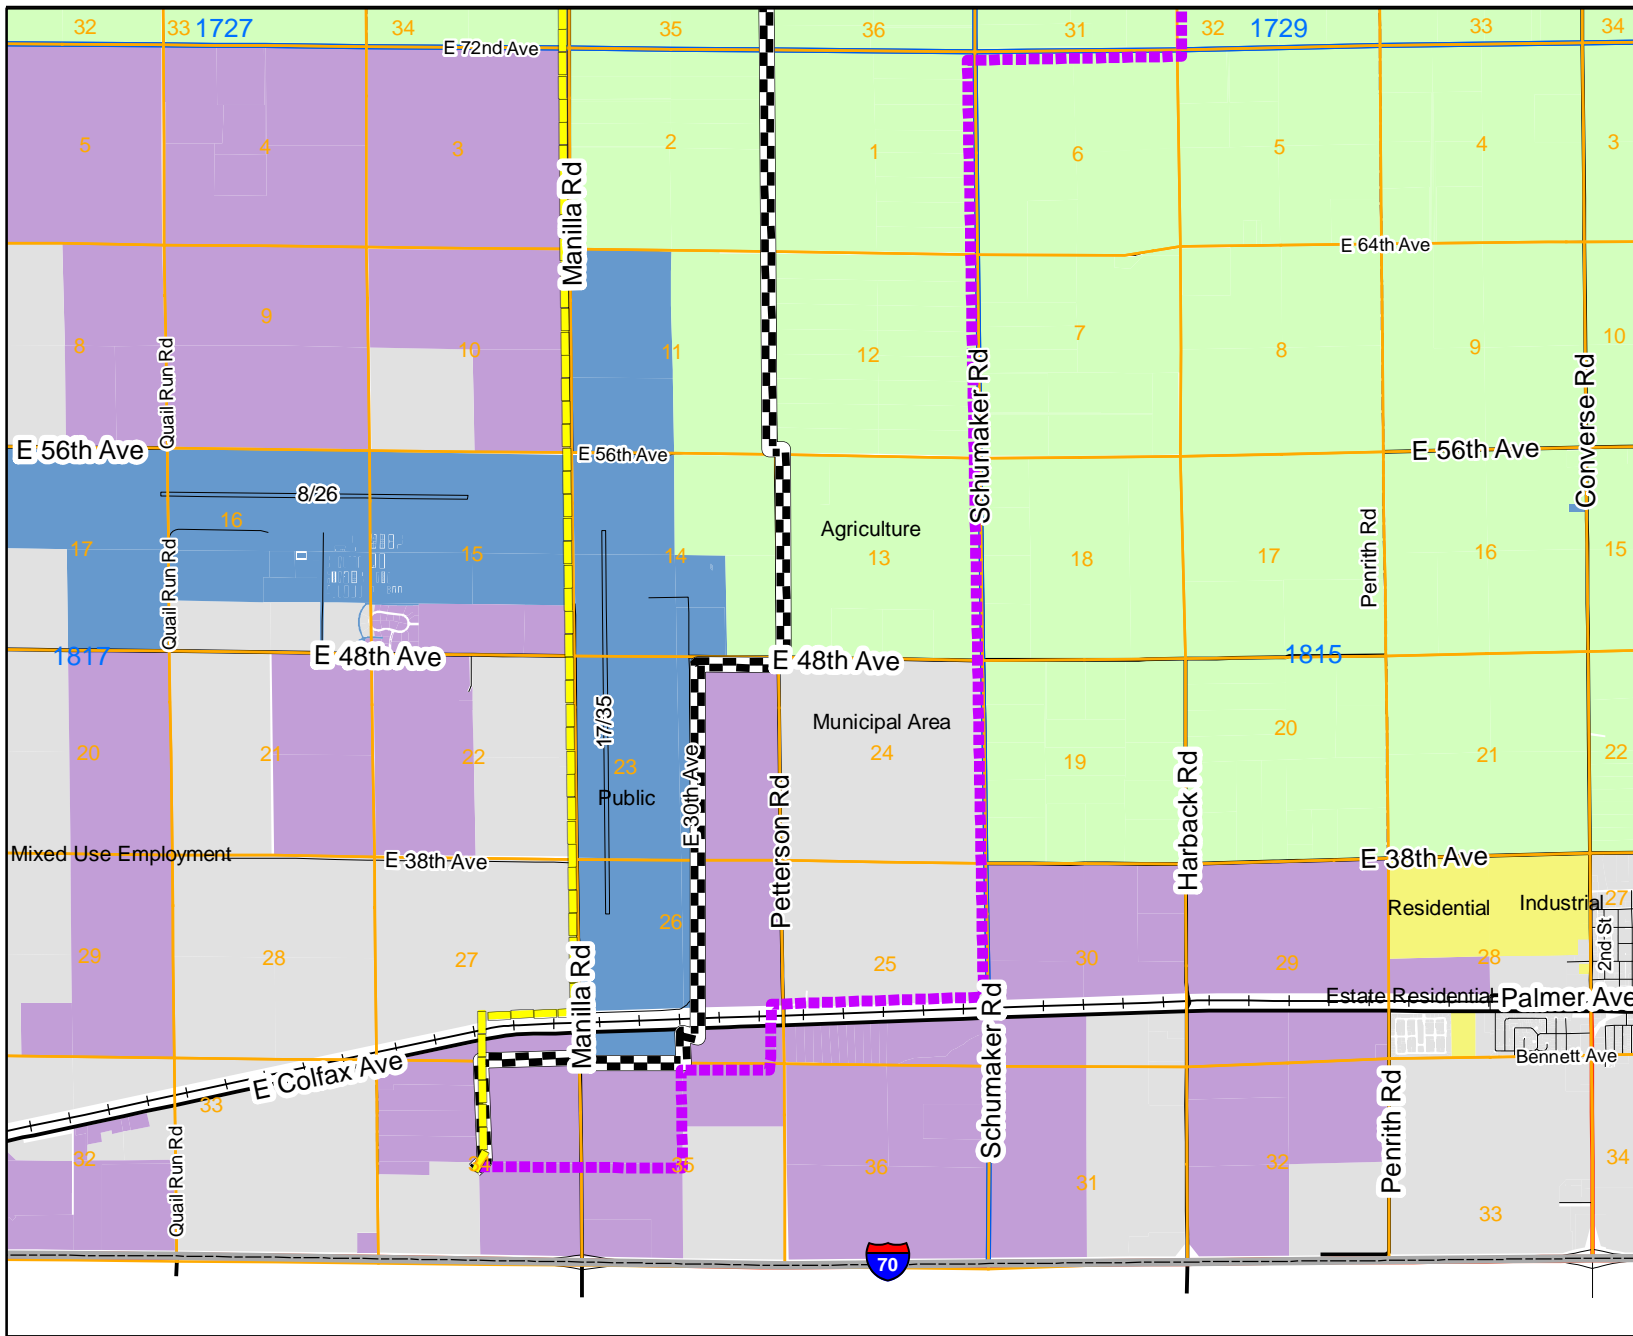 32 33 1727 34 35 36 31 32 1729 33 34
E 72nd Ave
5 4 3 2 1 6 5 4 3
Manilla Rd
E 64th Ave
8 9 10 11 12 7 8 9 10
Quail Run Rd
Schumaker Rd
Converse Rd
E 56th Ave
E 56th Ave
E 56th Ave
8/26
17 16 15 14 13 18 17 16 15
Agriculture
Quail Run Rd
Penrith Rd
1817
E 48th Ave
E 48th Ave
1815
Municipal Area
20 21 22 23 24 19 20 21 22
17/35
Public
E 30th Ave
Petterson Rd
Harback Rd
Mixed Use Employment
E 38th Ave
E 38th Ave
Residential
Industrial
27
2nd St
29 28 27 26 25 30 29 28
Manilla Rd
Schumaker Rd
Estate Residential
Palmer Ave
Bennett Ave
E Colfax Ave
33
32 34 35 36 31 32 33 34
Quail Run Rd
Penrith Rd
70